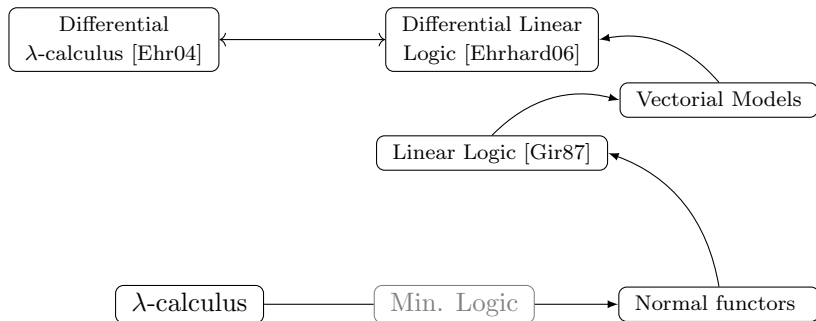 Differential
λ-calculus [Ehr04]
Differential Linear
Logic [Ehrhard06]
Vectorial Models
Linear Logic [Gir87]
λ-calculus
Min. Logic
Normal functors